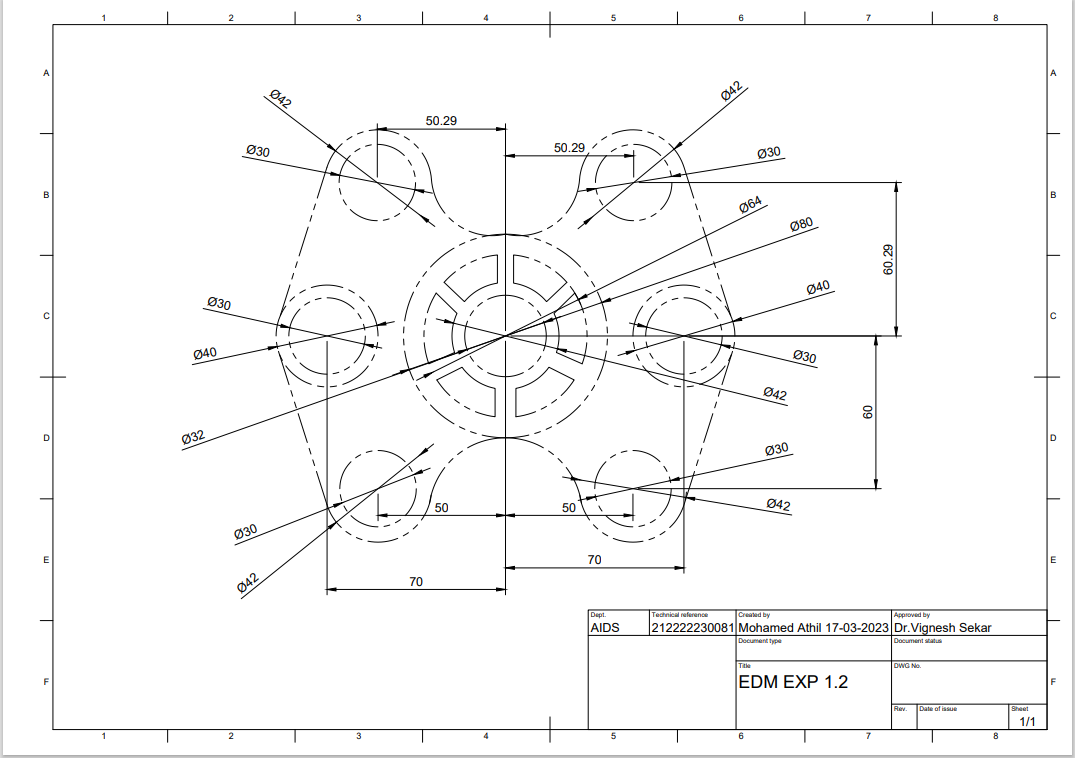 1 2 3 4 5 6 7 8
A A
Ø42 Ø42
50.29
50.29
Ø30 Ø30
B B
Ø64
Ø80
60.29
Ø40
Ø30
C C
Ø40 Ø30
Ø42
60
Ø32
D D
Ø30
50 50 Ø42
Ø30
E E
70
Ø42 70
Dept. Technical reference Created by Approved by
AIDS 212222230081 Mohamed Athil 17-03-2023 Dr.Vignesh Sekar
Document type Document status
Title DWG No.
EDM EXP 1.2
F F
Rev. Date of issue Sheet
1/1
1 2 3 4 5 6 7 8